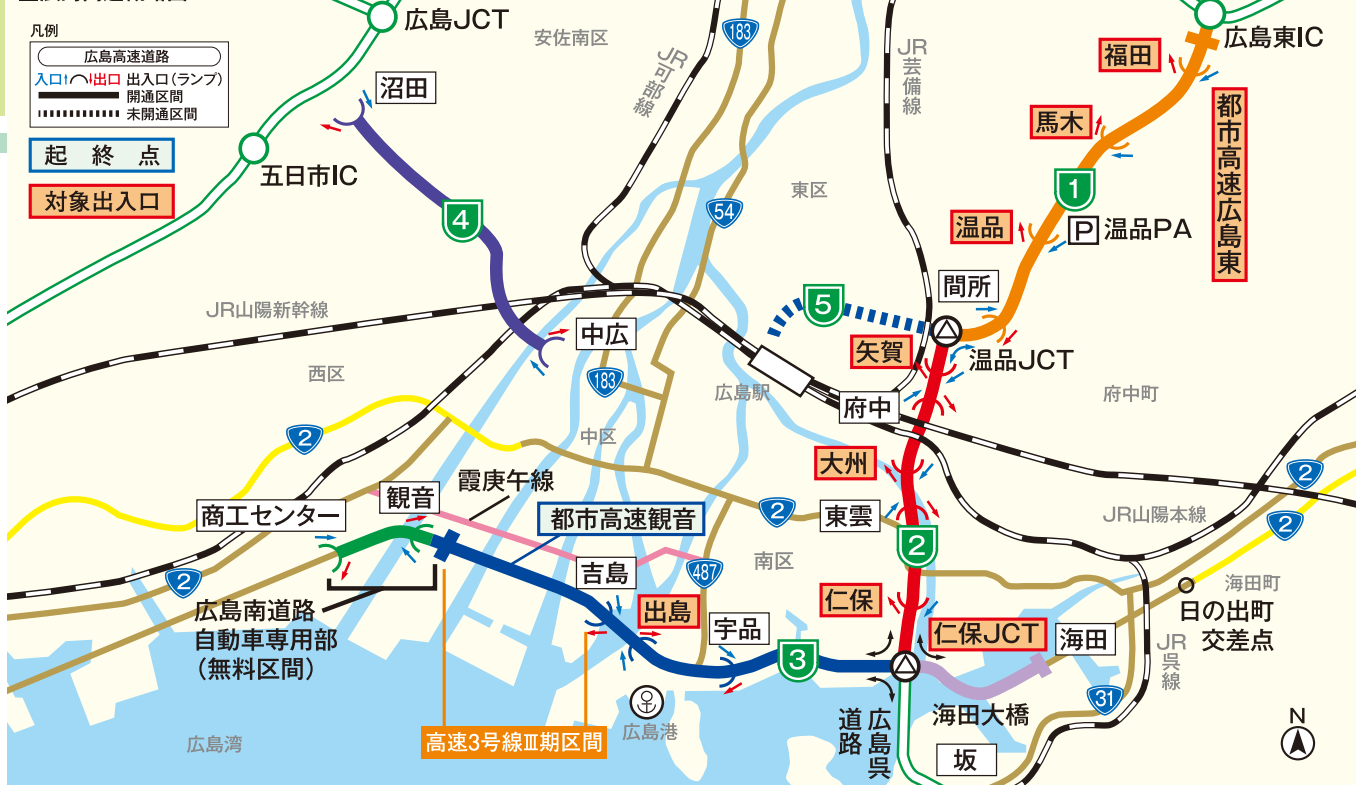 凡例
広島高速道路
入口 出口 出入口(ランプ)
開通区間
未開通区間
起終点
対象出入口
広島JCT
五日市IC
沼田
安佐南区
JR可部線
183
JR芸備線
広島東IC
福田
馬木
都市高速広島東
1
温品
P 温品PA
東区
54
4
間所
5
温品JCT
矢賀
府中
府中町
JR山陽新幹線
中広
183
西区
広島駅
中区
2
大州
霞庚午線
観音
商工センター
都市高速観音
2
東雲
2
JR山陽本線
2
2
南区
吉島
487
2
広島南道路
自動車専用部
(無料区間)
出島
宇品
3
仁保
仁保JCT
海田
海田町
日の出町
交差点
JR呉線
31
海田大橋
広島呉道路
坂
高速3号線Ⅲ期区間
広島港
広島湾
N